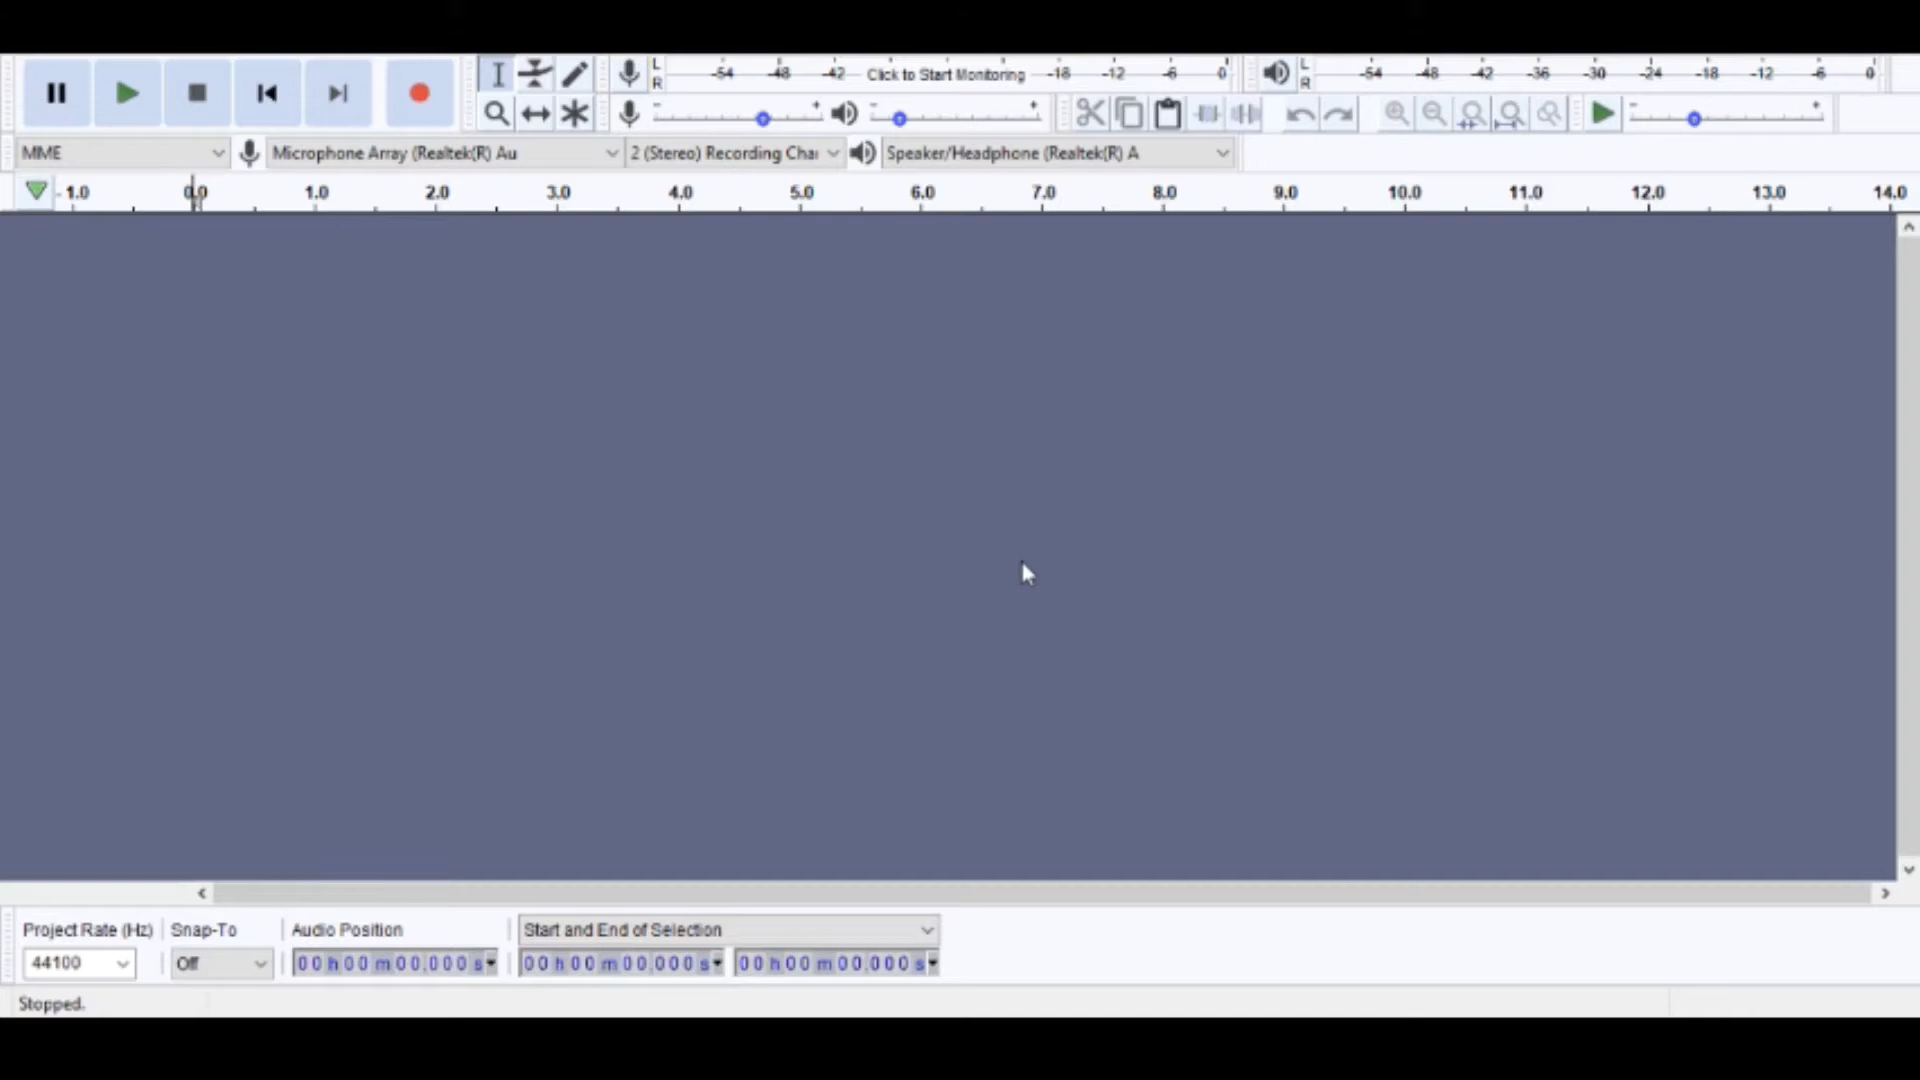 L
R
-54 -48 -42 Click to Start Monitoring -18 -12 -6 0
L
R
-54 -48 -42 -36 -30 -24 -18 -12 -6 0
- + - + - +
MME Microphone Array (Realtek(R) Au 2 (Stereo) Recording Chai Speaker/Headphone (Realtek(R) A
- 1.0 0.0 1.0 2.0 3.0 4.0 5.0 6.0 7.0 8.0 9.0 10.0 11.0 12.0 13.0 14.0
Project Rate (Hz) Snap-To Audio Position Start and End of Selection
44100 Off 00 h 00 m 00.000 s 00 h 00 m 00.000 s 00 h 00 m 00.000 s
Stopped.